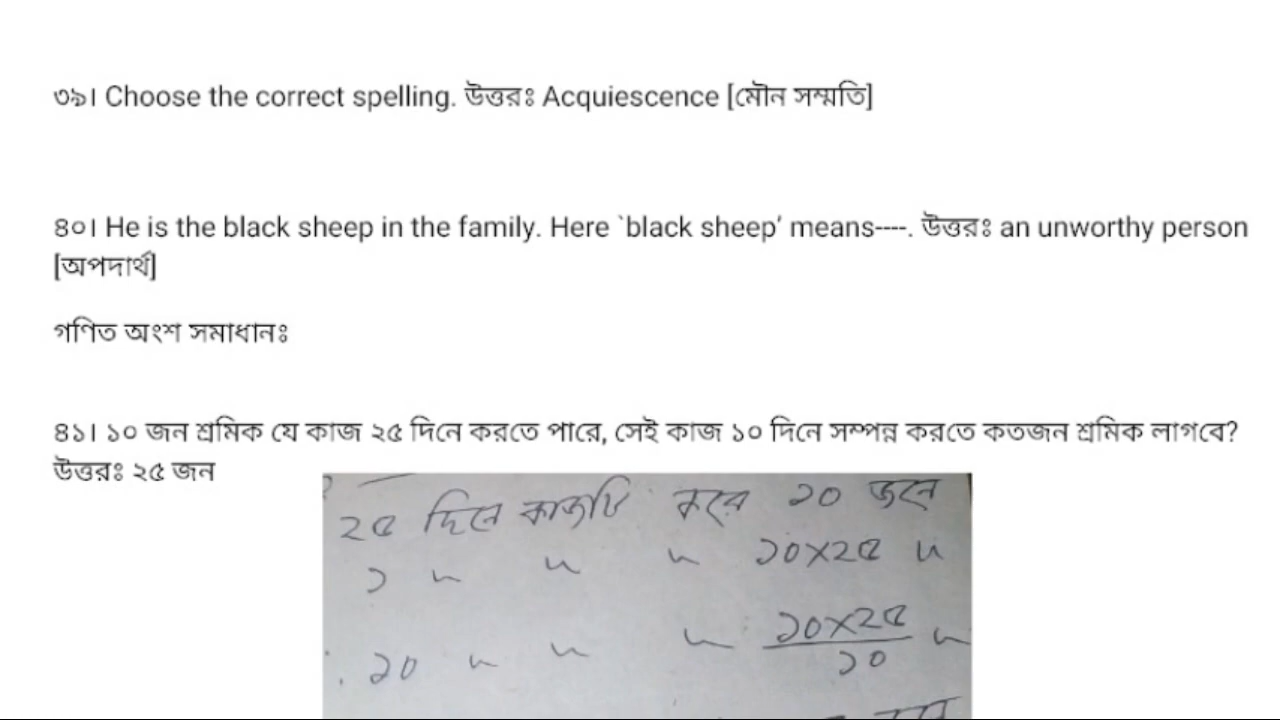 ৩৯। Choose the correct spelling. উত্তরঃ Acquiescence [মৌন সম্মতি]
৪০। He is the black sheep in the family. Here `black sheep’ means----. উত্তরঃ an unworthy person
[অপদার্থ]
গণিত অংশ সমাধানঃ
৪১। ১০ জন শ্রমিক যে কাজ ২৫ দিনে করতে পারে, সেই কাজ ১০ দিনে সম্পন্ন করতে কতজন শ্রমিক লাগবে?
উত্তরঃ ২৫ জন
২৫ দিনে কাজটি করে ১০ জনে
১ " " " ১০×২৫ "
১০ " " " ১০×২৫ "
১০